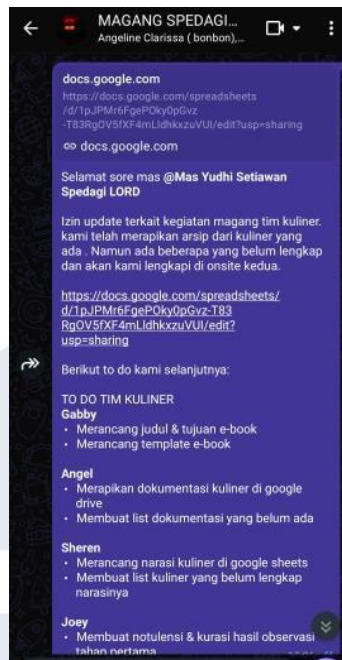 MAGANG SPEDAGI...
Angeline Clarissa ( bonbon),...
docs.google.com
https://docs.google.com/spreadsheets
/d/1pJPMr6FgePOky0pGvz
-T83RgOV5fXF4mLldhkxzuVUI/edit?usp=sharing
docs.google.com
Selamat sore mas @Mas Yudhi Setiawan
Spedagi LORD
Izin update terkait kegiatan magang tim kuliner.
kami telah merapikan arsip dari kuliner yang
ada . Namun ada beberapa yang belum lengkap
dan akan kami lengkapi di onsite kedua.
https://docs.google.com/spreadsheets/
d/1pJPMr6FgePOky0pGvz-T83
RgOV5fXF4mLldhkxzuVUI/edit?
usp=sharing
Berikut to do kami selanjutnya:
TO DO TIM KULINER
Gabby
• Merancang judul & tujuan e-book
• Merancang template e-book
Angel
• Merapikan dokumentasi kuliner di google
drive
• Membuat list dokumentasi yang belum ada
Sheren
• Merancang narasi kuliner di google sheets
• Membuat list kuliner yang belum lengkap
narasinya
Joey
• Membuat notulensi & kurasi hasil observasi
tahap pertama